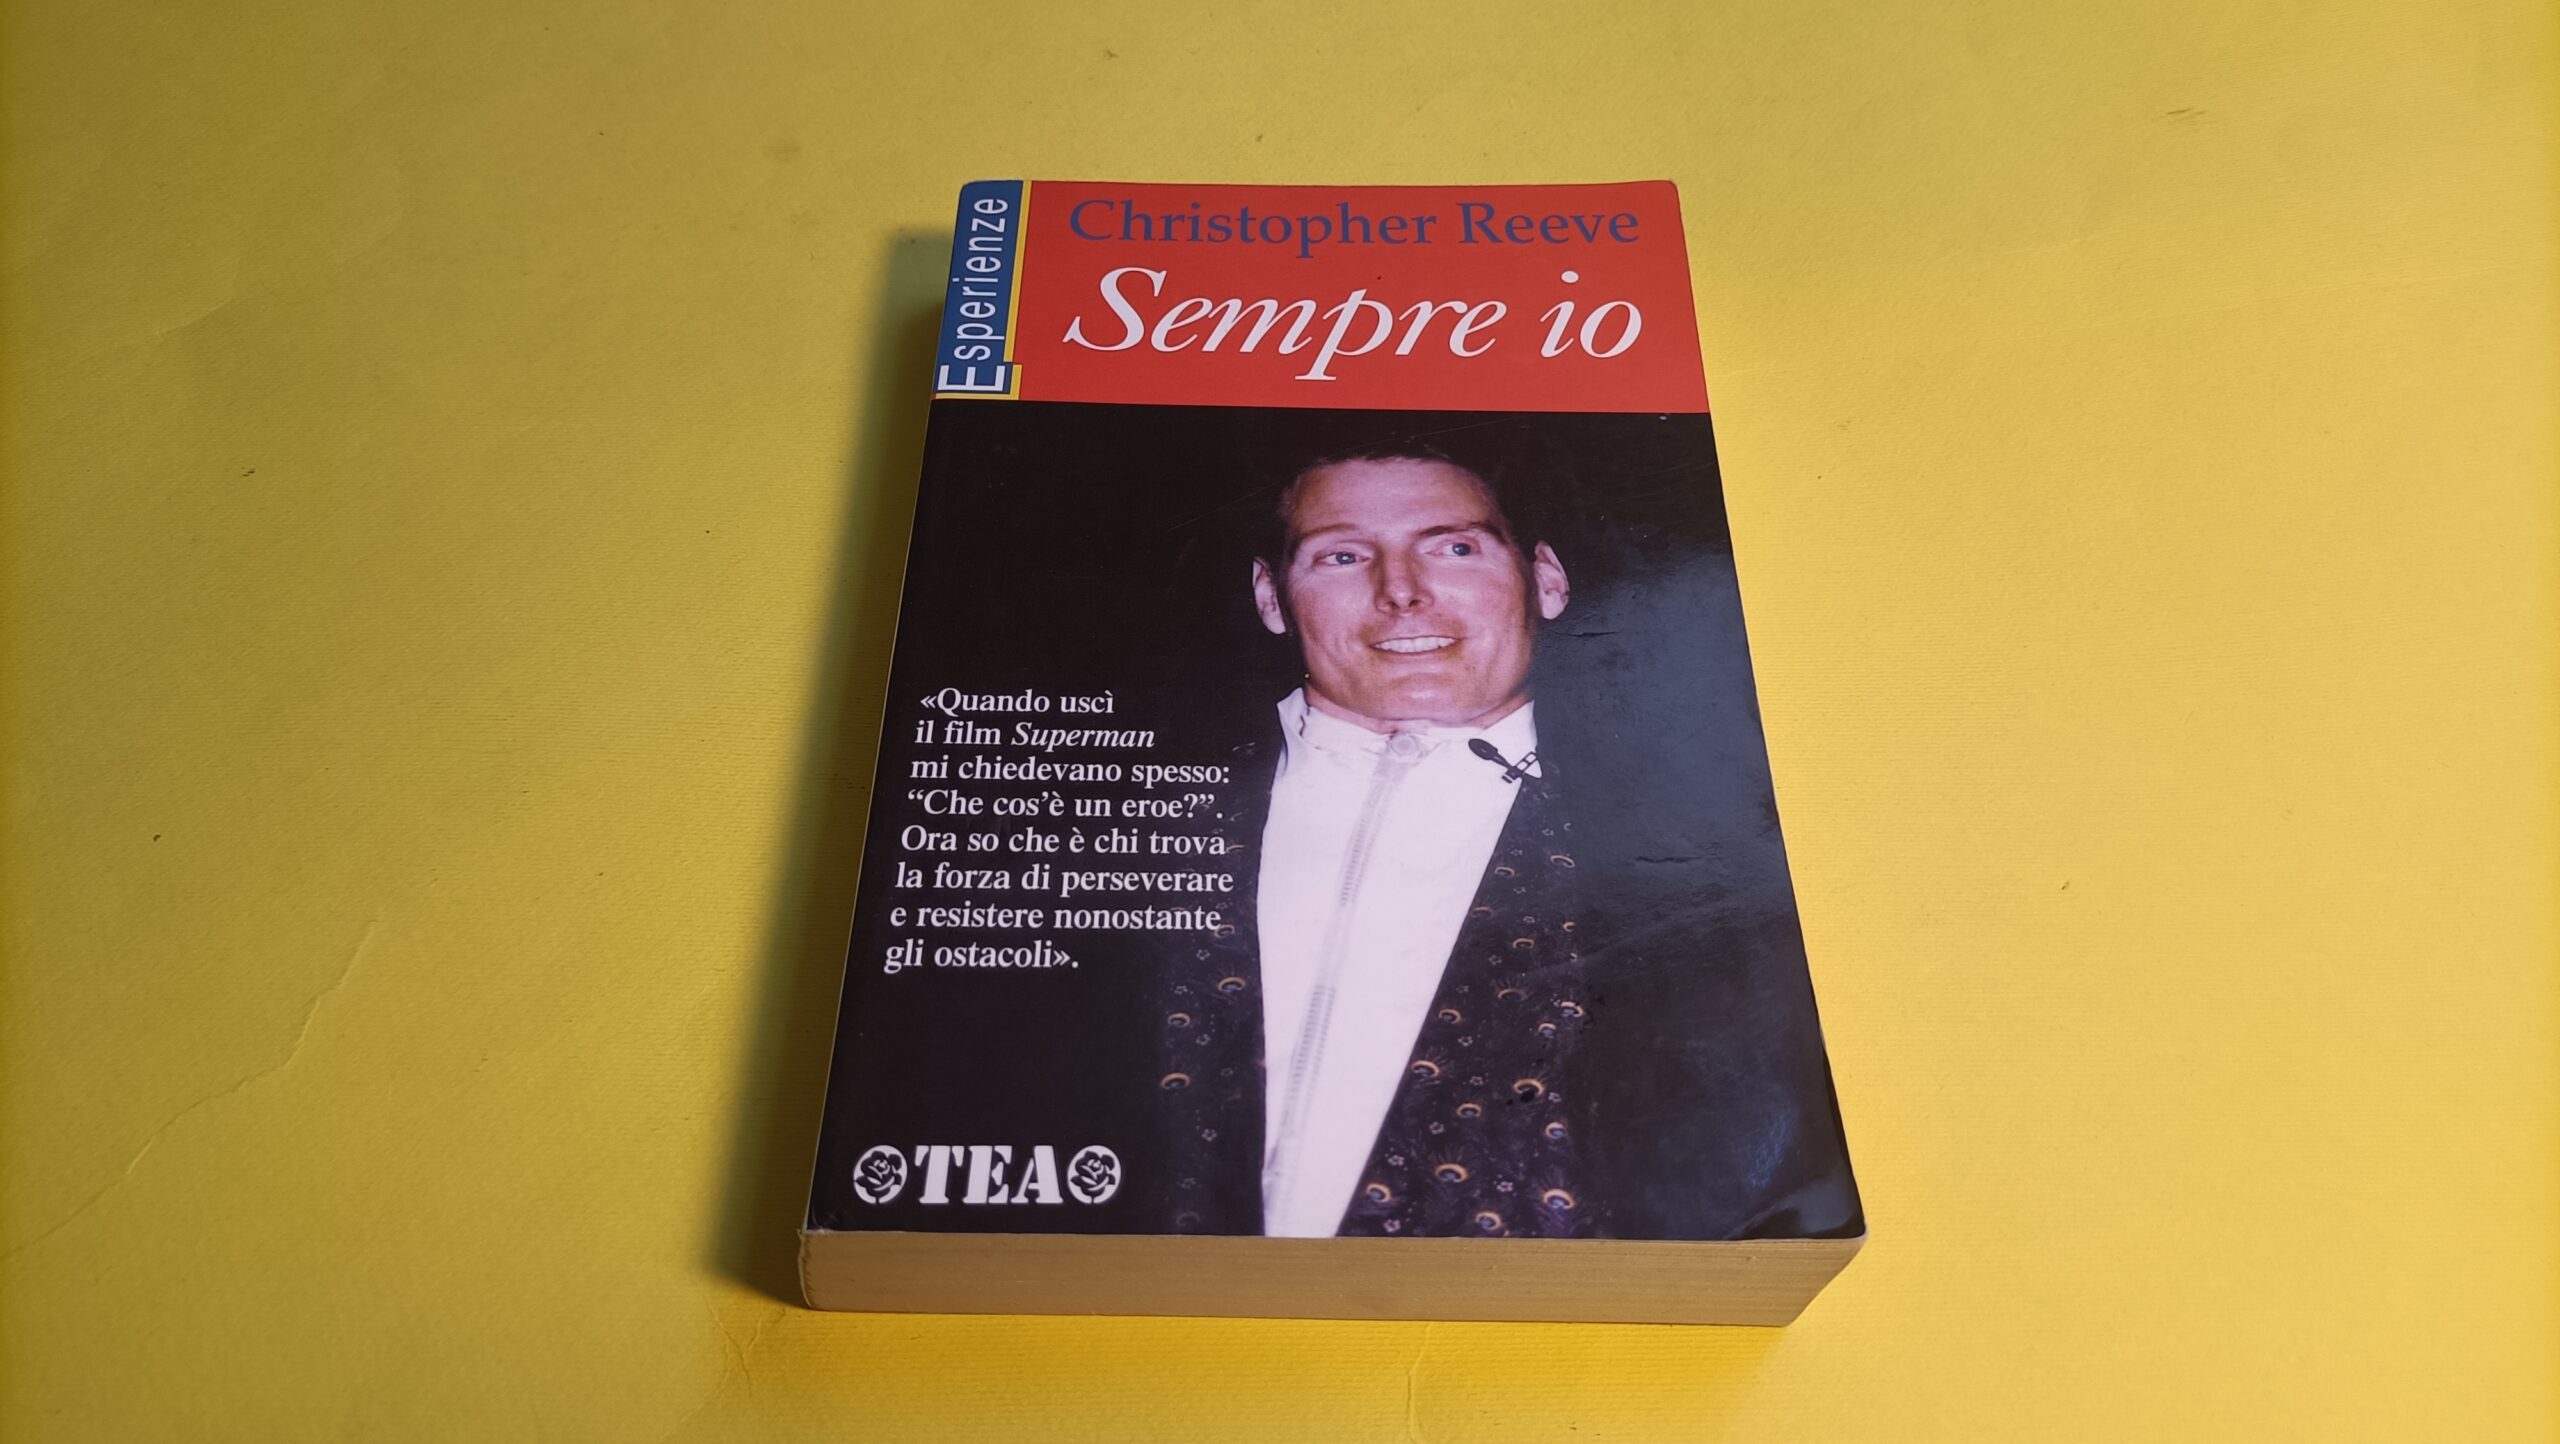 Esperienze
Christopher Reeve
Sempre io
«Quando uscì
il film Superman
mi chiedevano spesso:
“Che cos’è un eroe?”.
Ora so che è chi trova
la forza di perseverare
e resistere nonostante
gli ostacoli».
TEA